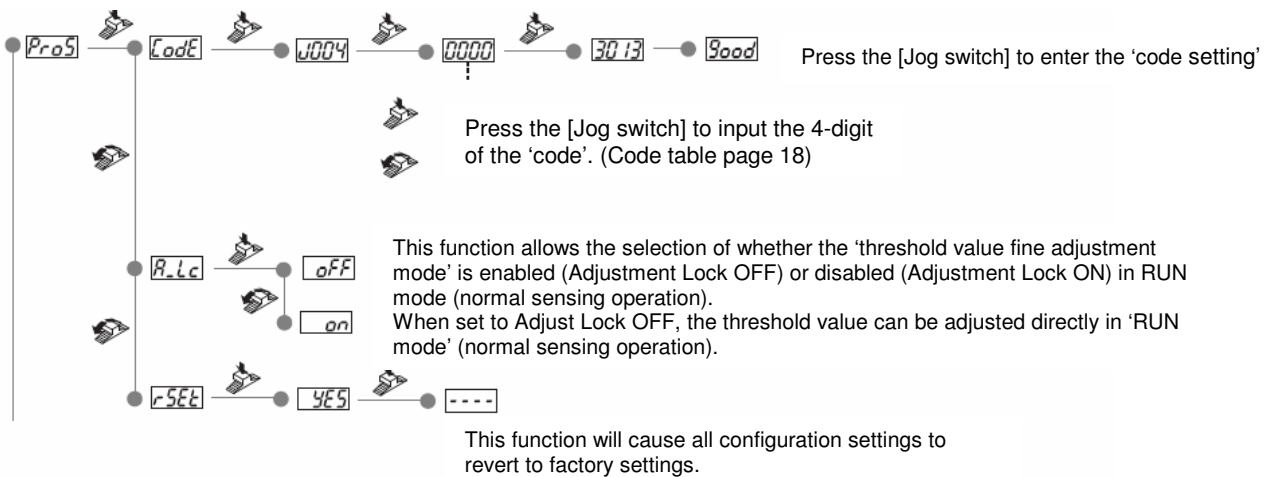 ProS CodE J004 0000 3013 9ood Press the [Jog switch] to enter the ‘code setting’
Press the [Jog switch] to input the 4-digit
of the ‘code’. (Code table page 18)
A_Lc oFF
on
This function allows the selection of whether the ‘threshold value fine adjustment
mode’ is enabled (Adjustment Lock OFF) or disabled (Adjustment Lock ON) in RUN
mode (normal sensing operation).
When set to Adjust Lock OFF, the threshold value can be adjusted directly in ‘RUN
mode’ (normal sensing operation).
rSEt YES ----
This function will cause all configuration settings to
revert to factory settings.